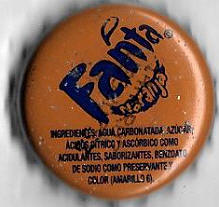 Fanta®
Naranja
INGREDIENTES: AGUA CARBONATADA, AZÚCAR,
ÁCIDOS CÍTRICO Y ASCÓRBICO COMO
ACIDULANTES, SABORIZANTES, BENZOATO
DE SODIO COMO PRESERVANTE Y
COLOR (AMARILLO 6).